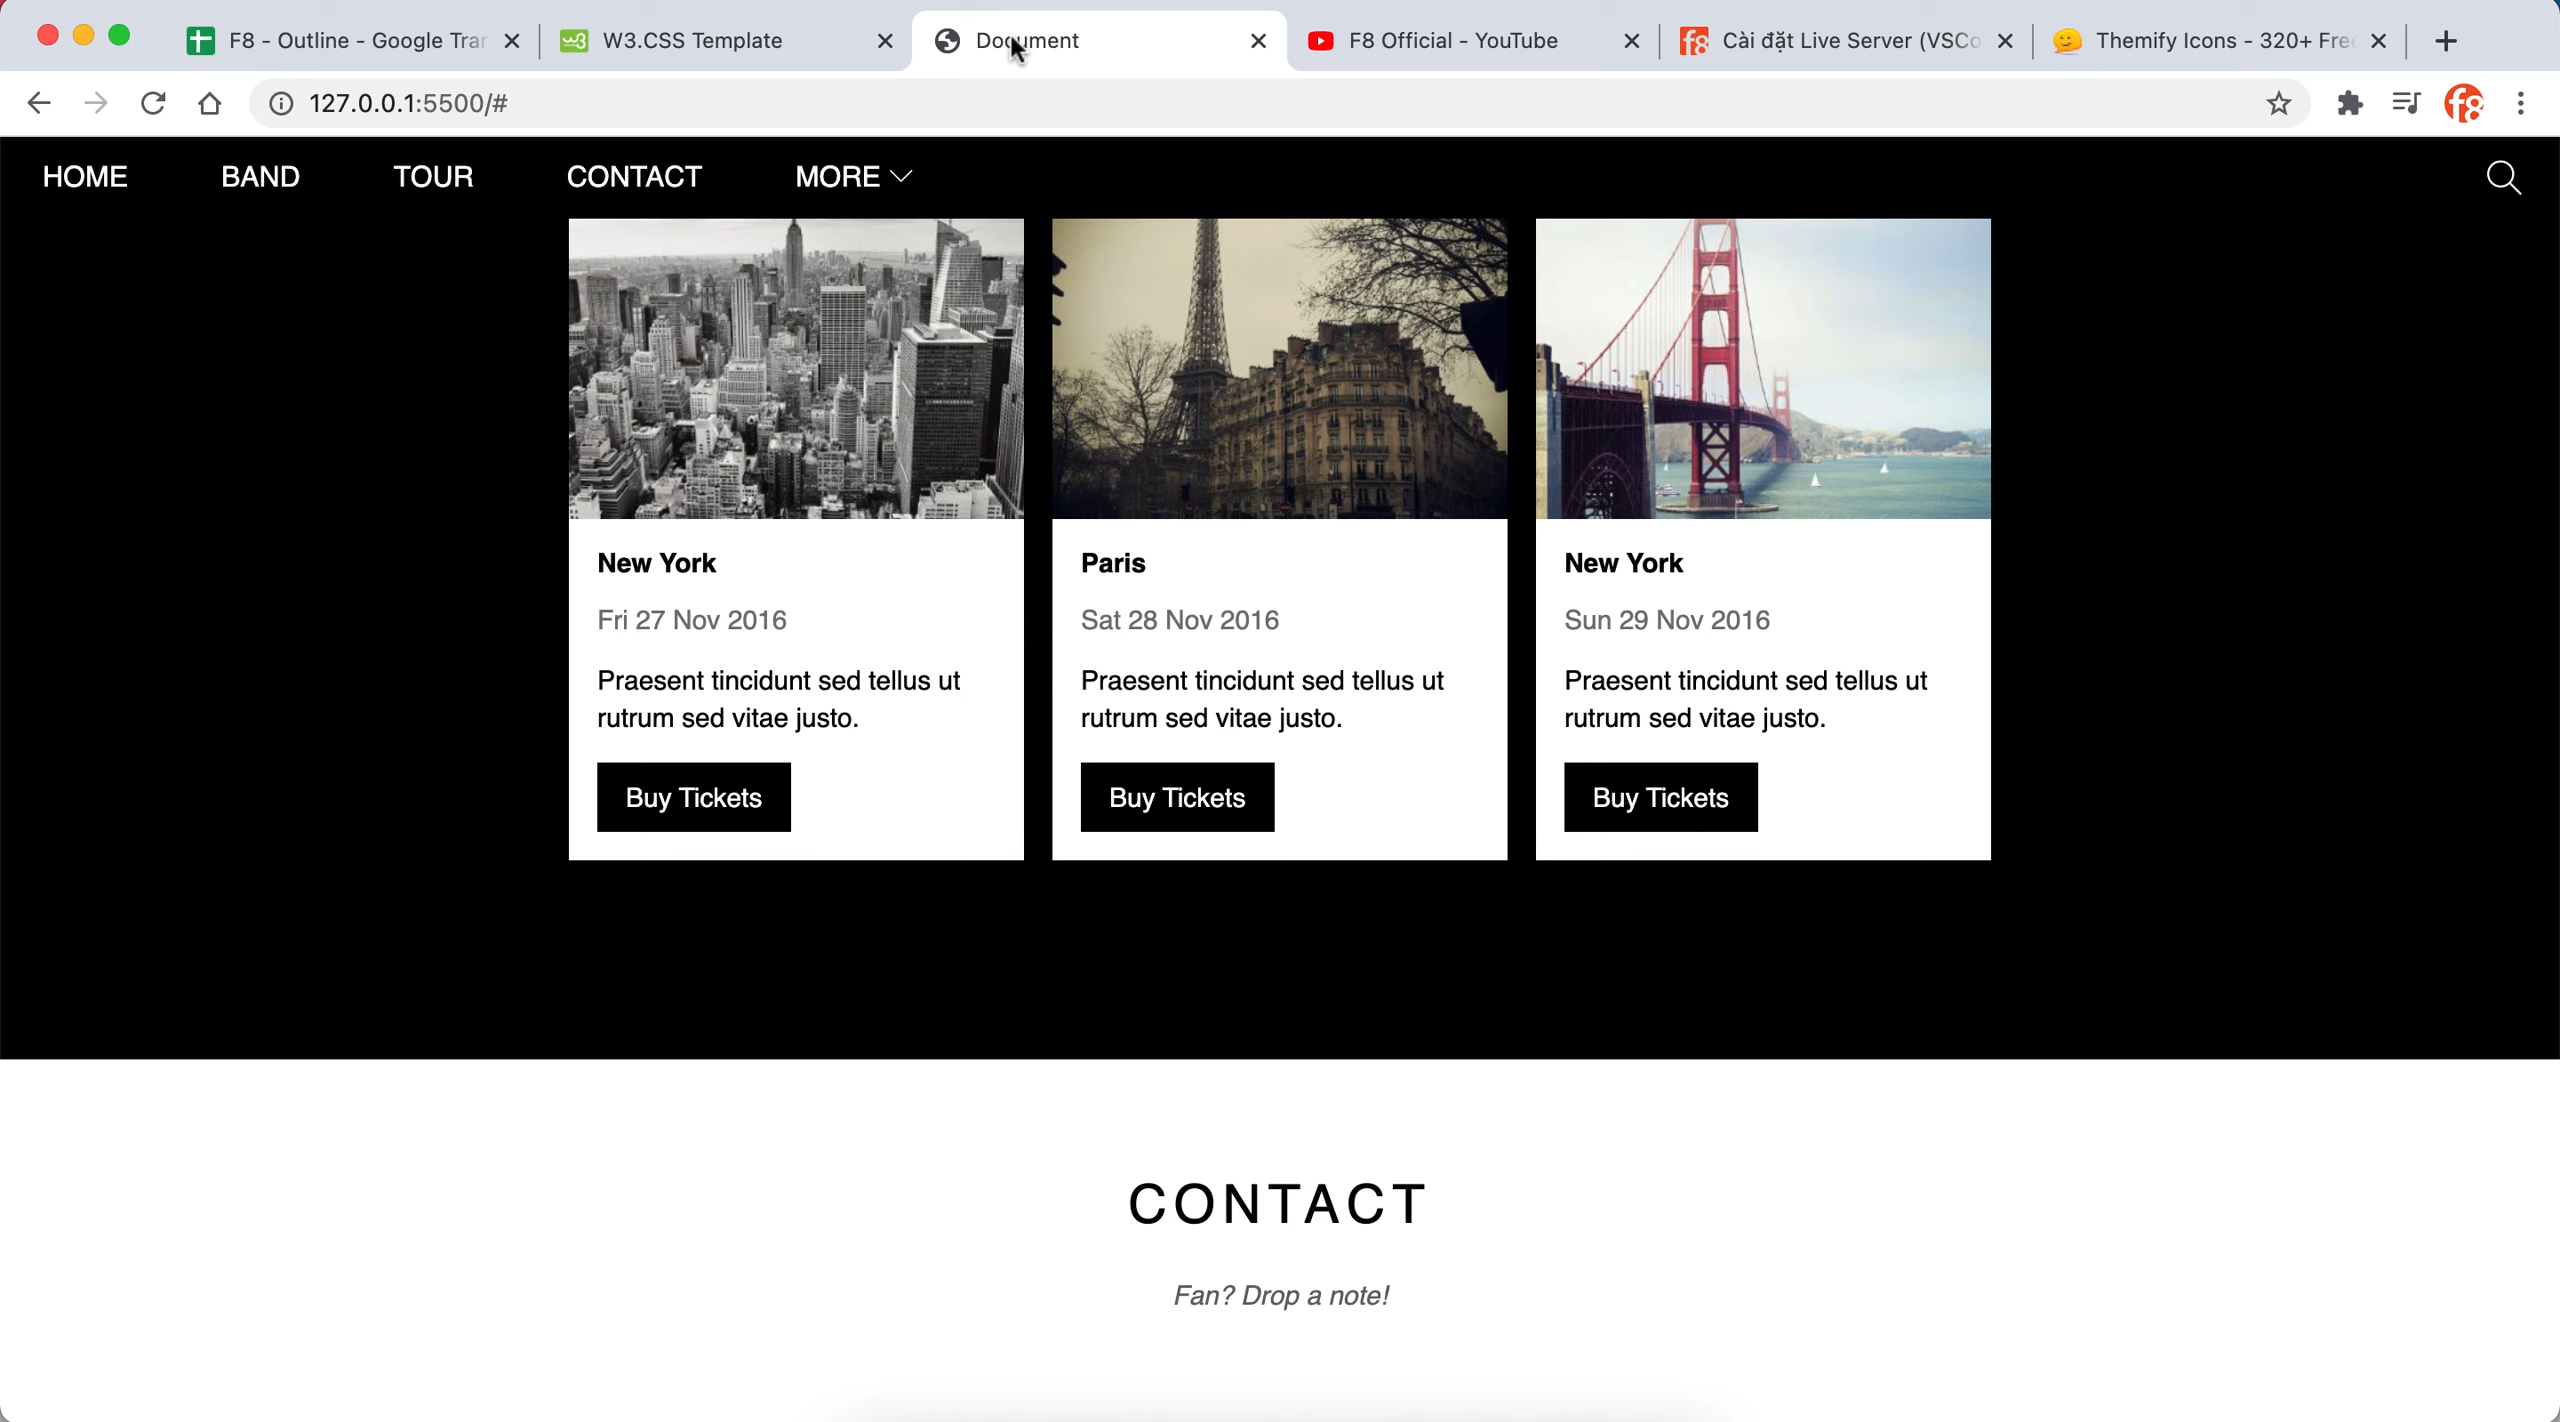 F8 - Outline - Google Tran
W3.CSS Template
Document
F8 Official - YouTube
Cài đặt Live Server (VSCo
Themify Icons - 320+ Free
127.0.0.1:5500/#
HOME
BAND
TOUR
CONTACT
MORE
New York
Fri 27 Nov 2016
Praesent tincidunt sed tellus ut
rutrum sed vitae justo.
Buy Tickets
Paris
Sat 28 Nov 2016
Praesent tincidunt sed tellus ut
rutrum sed vitae justo.
Buy Tickets
New York
Sun 29 Nov 2016
Praesent tincidunt sed tellus ut
rutrum sed vitae justo.
Buy Tickets
CONTACT
Fan? Drop a note!